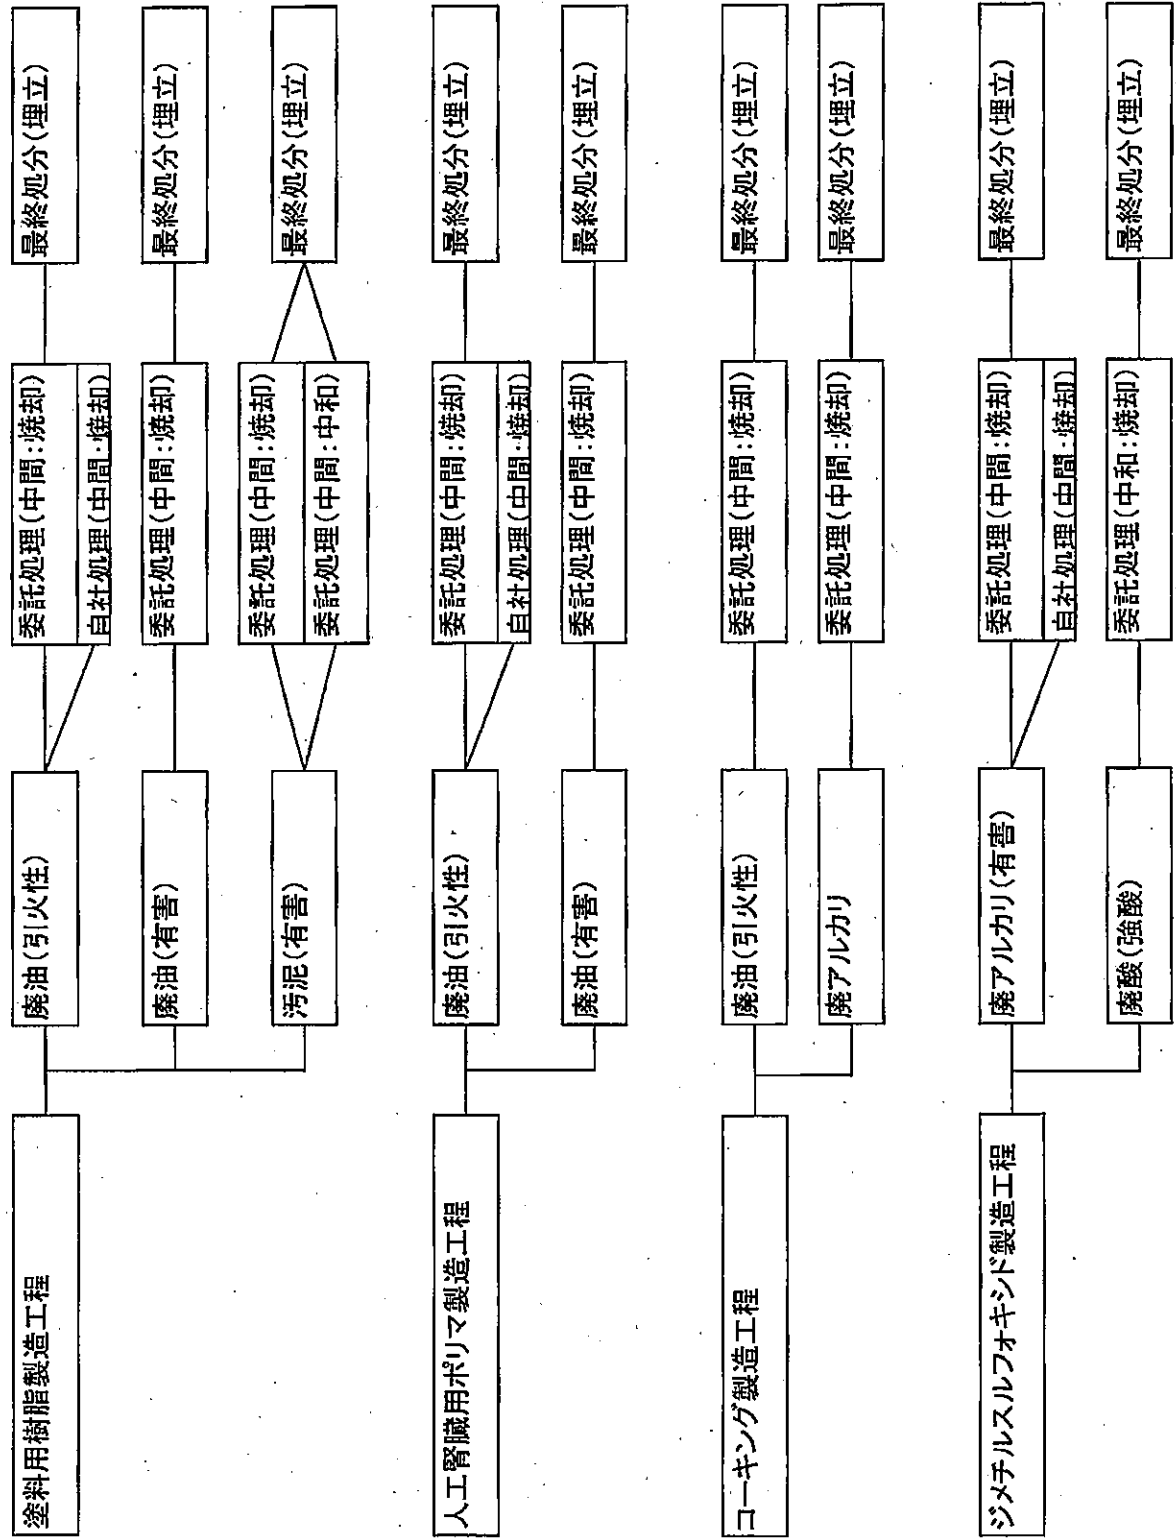 塗料用樹脂製造工程
廃油(引火性)
委託処理(中間:焼却)
自社処理(中間・焼却)
最終処分(埋立)
廃油(有害)
委託処理(中間:焼却)
最終処分(埋立)
汚泥(有害)
委託処理(中間:焼却)
委託処理(中間:中和)
最終処分(埋立)
人工腎臓用ポリマ製造工程
廃油(引火性)
委託処理(中間:焼却)
自社処理(中間・焼却)
最終処分(埋立)
廃油(有害)
委託処理(中間:焼却)
最終処分(埋立)
コーキング製造工程
廃油(引火性)
委託処理(中間:焼却)
最終処分(埋立)
廃アルカリ
委託処理(中間:焼却)
最終処分(埋立)
ジメチルスルフォキシド製造工程
廃アルカリ(有害)
委託処理(中間:焼却)
自社処理(中間:焼却)
最終処分(埋立)
廃酸(強酸)
委託処理(中和:焼却)
最終処分(埋立)